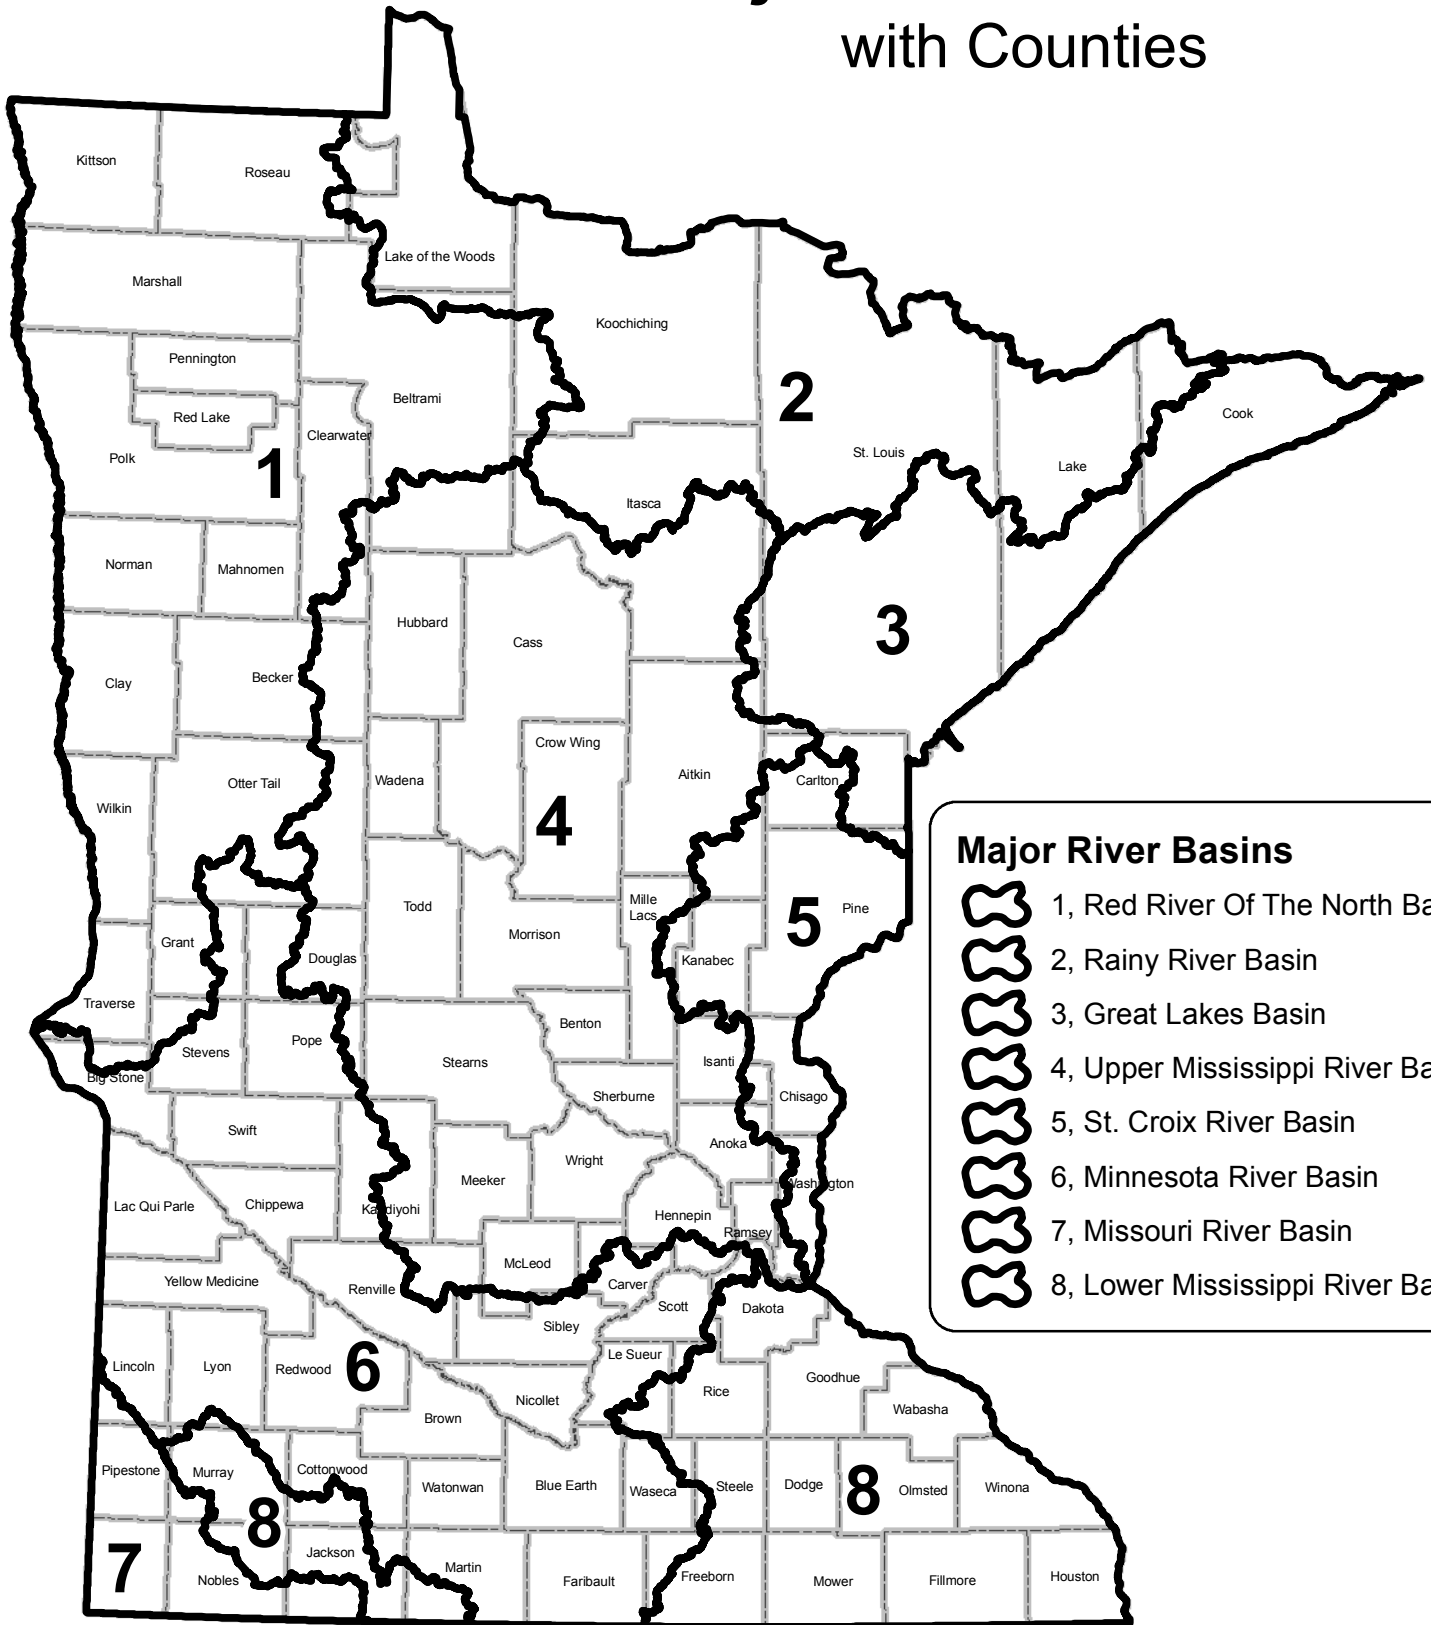 with Counties
Kittson
Roseau
Lake of the Woods
Marshall
Koochiching
Pennington
Beltrami
Red Lake
Cook
Clearwater
2
Polk
1
St. Louis
Lake
Itasca
Norman
Mahnomen
Hubbard
Cass
3
Clay
Becker
Crow Wing
Otter Tail
Wadena
Aitkin
Carlton
Wilkin
4
Todd
Mille
Lacs
5
Pine
Morrison
Grant
Douglas
Kanabec
Traverse
Benton
Stevens
Pope
Stearns
Isanti
Big Stone
Sherburne
Chisago
Swift
Anoka
Wright
Meeker
Washington
Lac Qui Parle
Chippewa
Kandiyohi
Hennepin
Ramsey
McLeod
Yellow Medicine
Renville
Carver
Scott
Dakota
Sibley
Lincoln
Lyon
Redwood
6
Le Sueur
Rice
Goodhue
Nicollet
Wabasha
Brown
Pipestone
Murray
Cottonwood
Watonwan
Blue Earth
Waseca
Steele
Dodge
8
Olmsted
Winona
8
7
Jackson
Nobles
Martin
Faribault
Freeborn
Mower
Fillmore
Houston
Major River Basins
1, Red River Of The North Ba
2, Rainy River Basin
3, Great Lakes Basin
4, Upper Mississippi River Ba
5, St. Croix River Basin
6, Minnesota River Basin
7, Missouri River Basin
8, Lower Mississippi River Ba